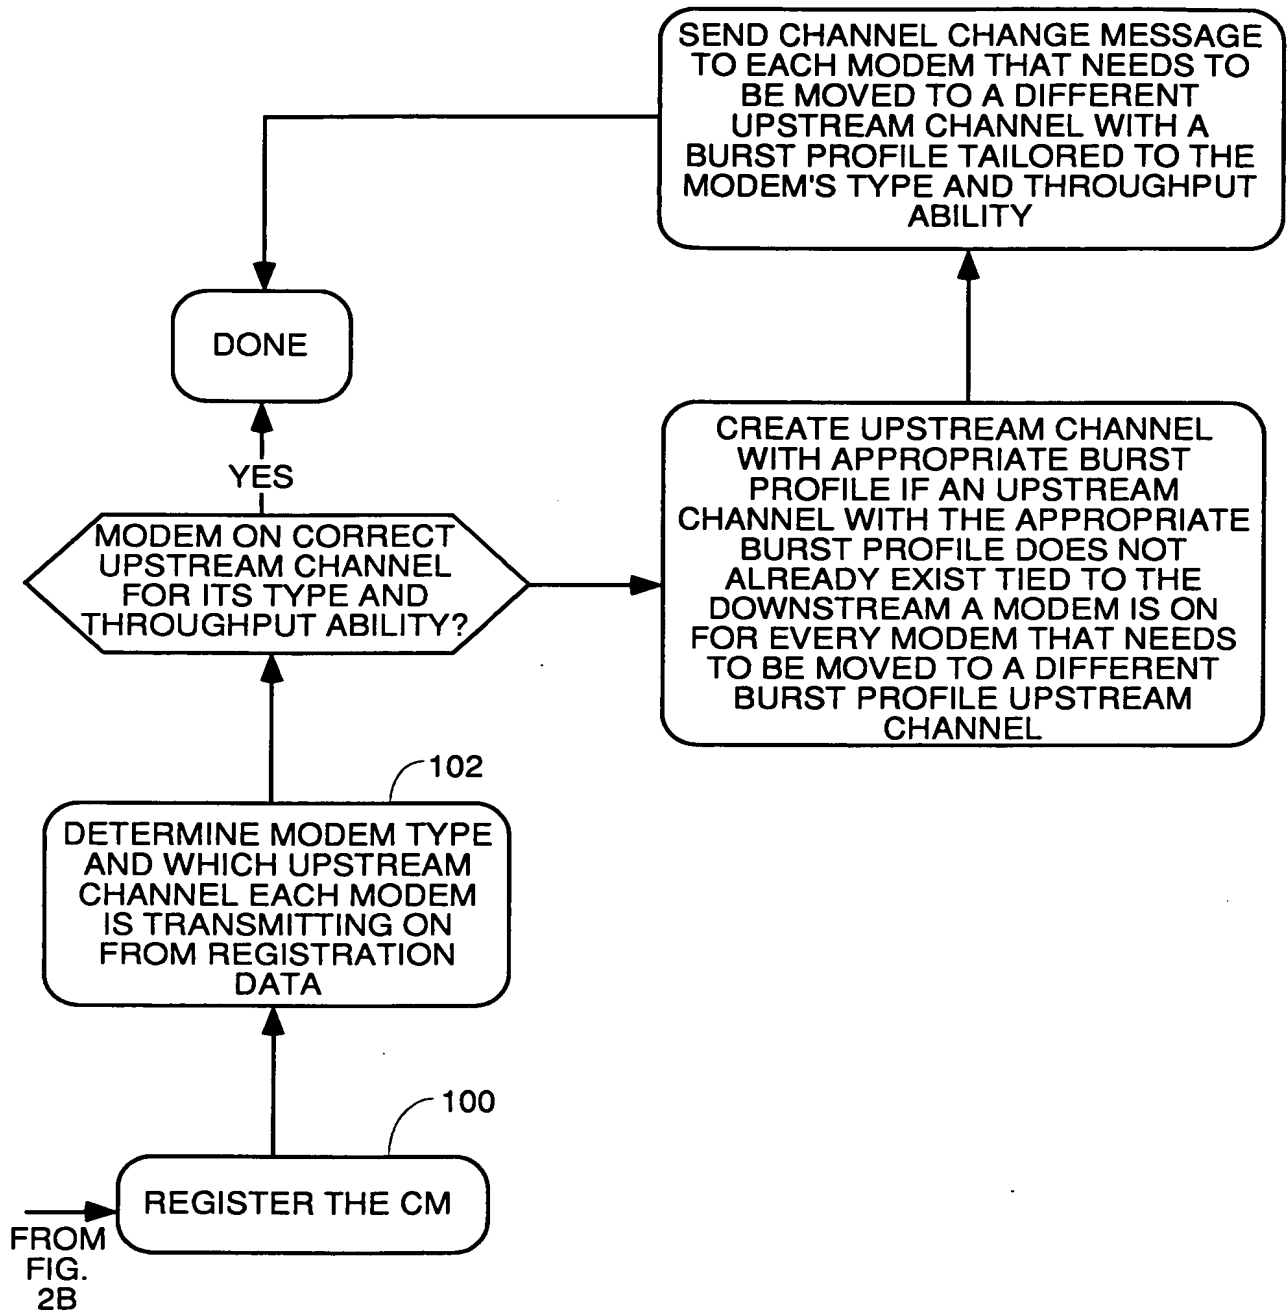 SEND CHANNEL CHANGE MESSAGE
TO EACH MODEM THAT NEEDS TO
BE MOVED TO A DIFFERENT
UPSTREAM CHANNEL WITH A
BURST PROFILE TAILORED TO THE
MODEM'S TYPE AND THROUGHPUT
ABILITY
DONE
YES
MODEM ON CORRECT
UPSTREAM CHANNEL
FOR ITS TYPE AND
THROUGHPUT ABILITY?
CREATE UPSTREAM CHANNEL
WITH APPROPRIATE BURST
PROFILE IF AN UPSTREAM
CHANNEL WITH THE APPROPRIATE
BURST PROFILE DOES NOT
ALREADY EXIST TIED TO THE
DOWNSTREAM A MODEM IS ON
FOR EVERY MODEM THAT NEEDS
TO BE MOVED TO A DIFFERENT
BURST PROFILE UPSTREAM
CHANNEL
102
DETERMINE MODEM TYPE
AND WHICH UPSTREAM
CHANNEL EACH MODEM
IS TRANSMITTING ON
FROM REGISTRATION
DATA
100
REGISTER THE CM
FROM
FIG.
2B